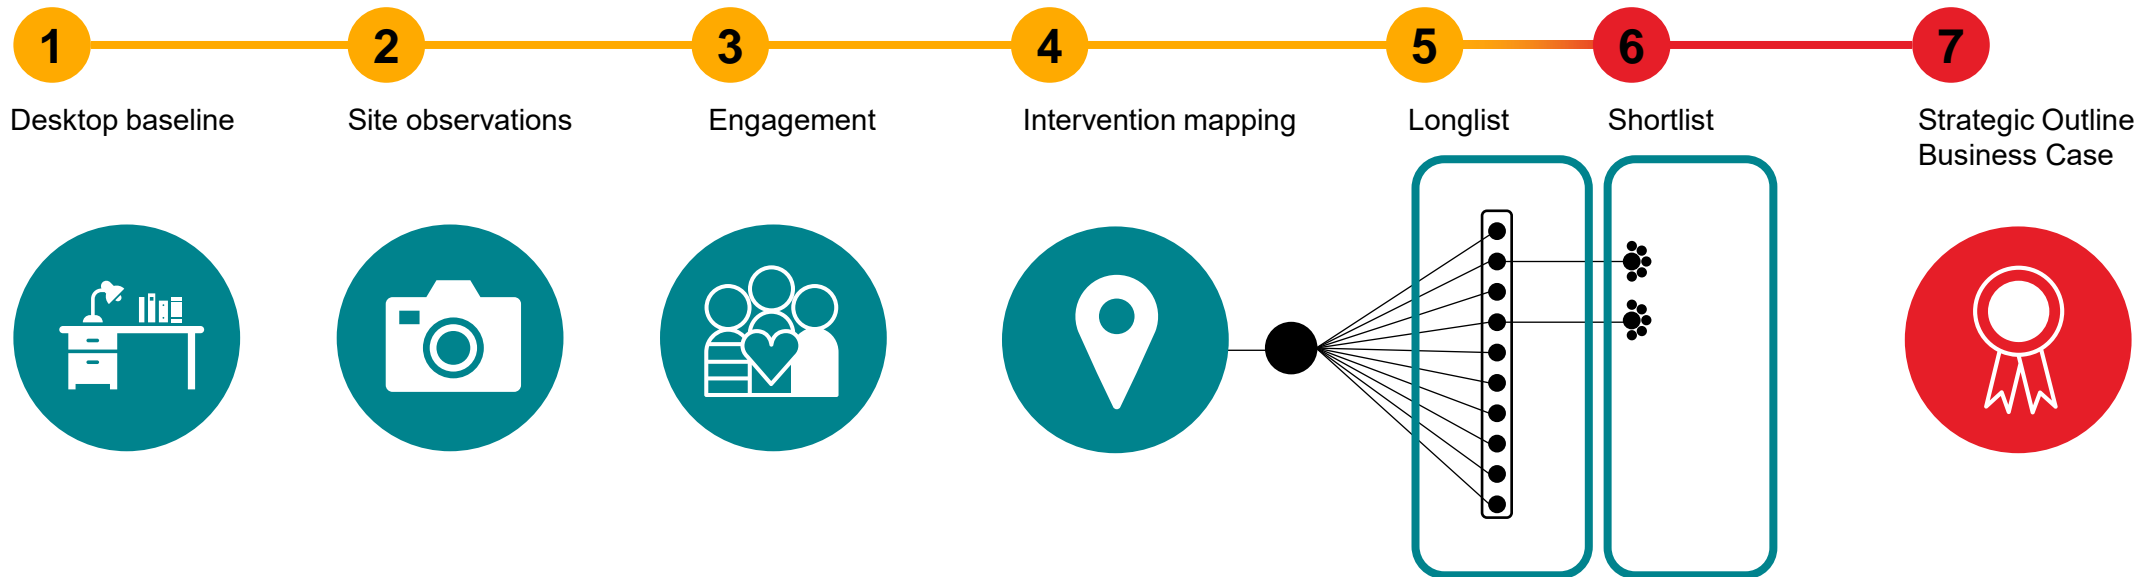 1 2 3 4 5 6 7
Desktop baseline
Site observations
Engagement
Intervention mapping
Longlist
Shortlist
Strategic Outline
Business Case